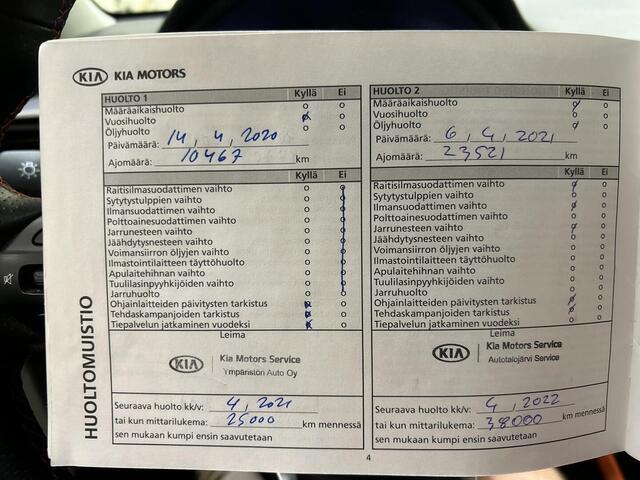 KIA KIA MOTORS
HUOLTO 1 Kyllä Ei
Määräaikaishuolto
Vuosihuolto
Öljyhuolto
Päivämäärä: 14, 4, 2020
Ajomäärä: 10467 km
Kyllä Ei
Raitisilmasuodattimen vaihto
Sytytystulppien vaihto
Ilmansuodattimen vaihto
Polttoainesuodattimen vaihto
Jarrunesteen vaihto
Jäähdytysnesteen vaihto
Voimansiirron öljyjen vaihto
Ilmastointilaitteen täyttöhuolto
Apulaitehihnan vaihto
Tuulilasinpyyhkijöiden vaihto
Jarruhuolto
Ohjainlaitteiden päivitysten tarkistus
Tehdaskampanjoiden tarkistus
Tiepalvelun jatkaminen vuodeksi
Leima
KIA Kia Motors Service
Ympäristön Auto Oy
Seuraava huolto kk/v: 4, 2021
tai kun mittarilukema: 25000 km mennessä
sen mukaan kumpi ensin saavutetaan
HUOLTO 2 Kyllä Ei
Määräaikaishuolto
Vuosihuolto
Öljyhuolto
Päivämäärä: 6, 4, 2021
Ajomäärä: 23521 km
Kyllä Ei
Raitisilmasuodattimen vaihto
Sytytystulppien vaihto
Ilmansuodattimen vaihto
Polttoainesuodattimen vaihto
Jarrunesteen vaihto
Jäähdytysnesteen vaihto
Voimansiirron öljyjen vaihto
Ilmastointilaitteen täyttöhuolto
Apulaitehihnan vaihto
Tuulilasinpyyhkijöiden vaihto
Jarruhuolto
Ohjainlaitteiden päivitysten tarkistus
Tehdaskampanjoiden tarkistus
Tiepalvelun jatkaminen vuodeksi
Leima
KIA Kia Motors Service
Autotalojärvi Service
Seuraava huolto kk/v: 4, 2022
tai kun mittarilukema: 38000 km mennessä
sen mukaan kumpi ensin saavutetaan
HUOLTOMUISTIO
4